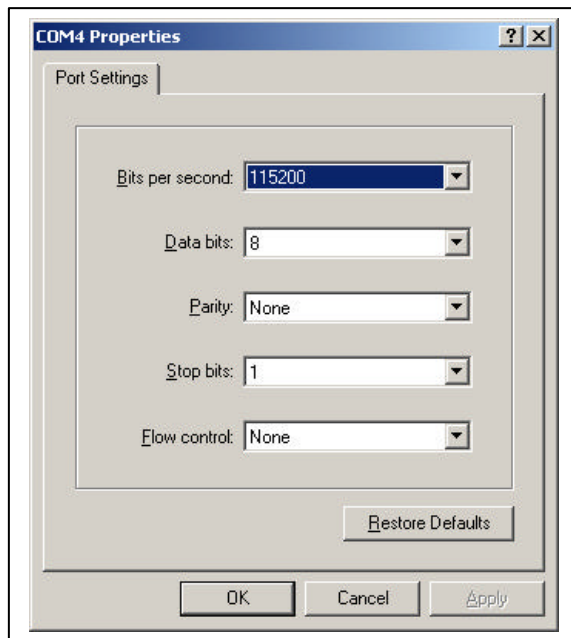 COM4 Properties
Port Settings
Bits per second: 115200
Data bits: 8
Parity: None
Stop bits: 1
Flow control: None
Restore Defaults
OK Cancel Apply